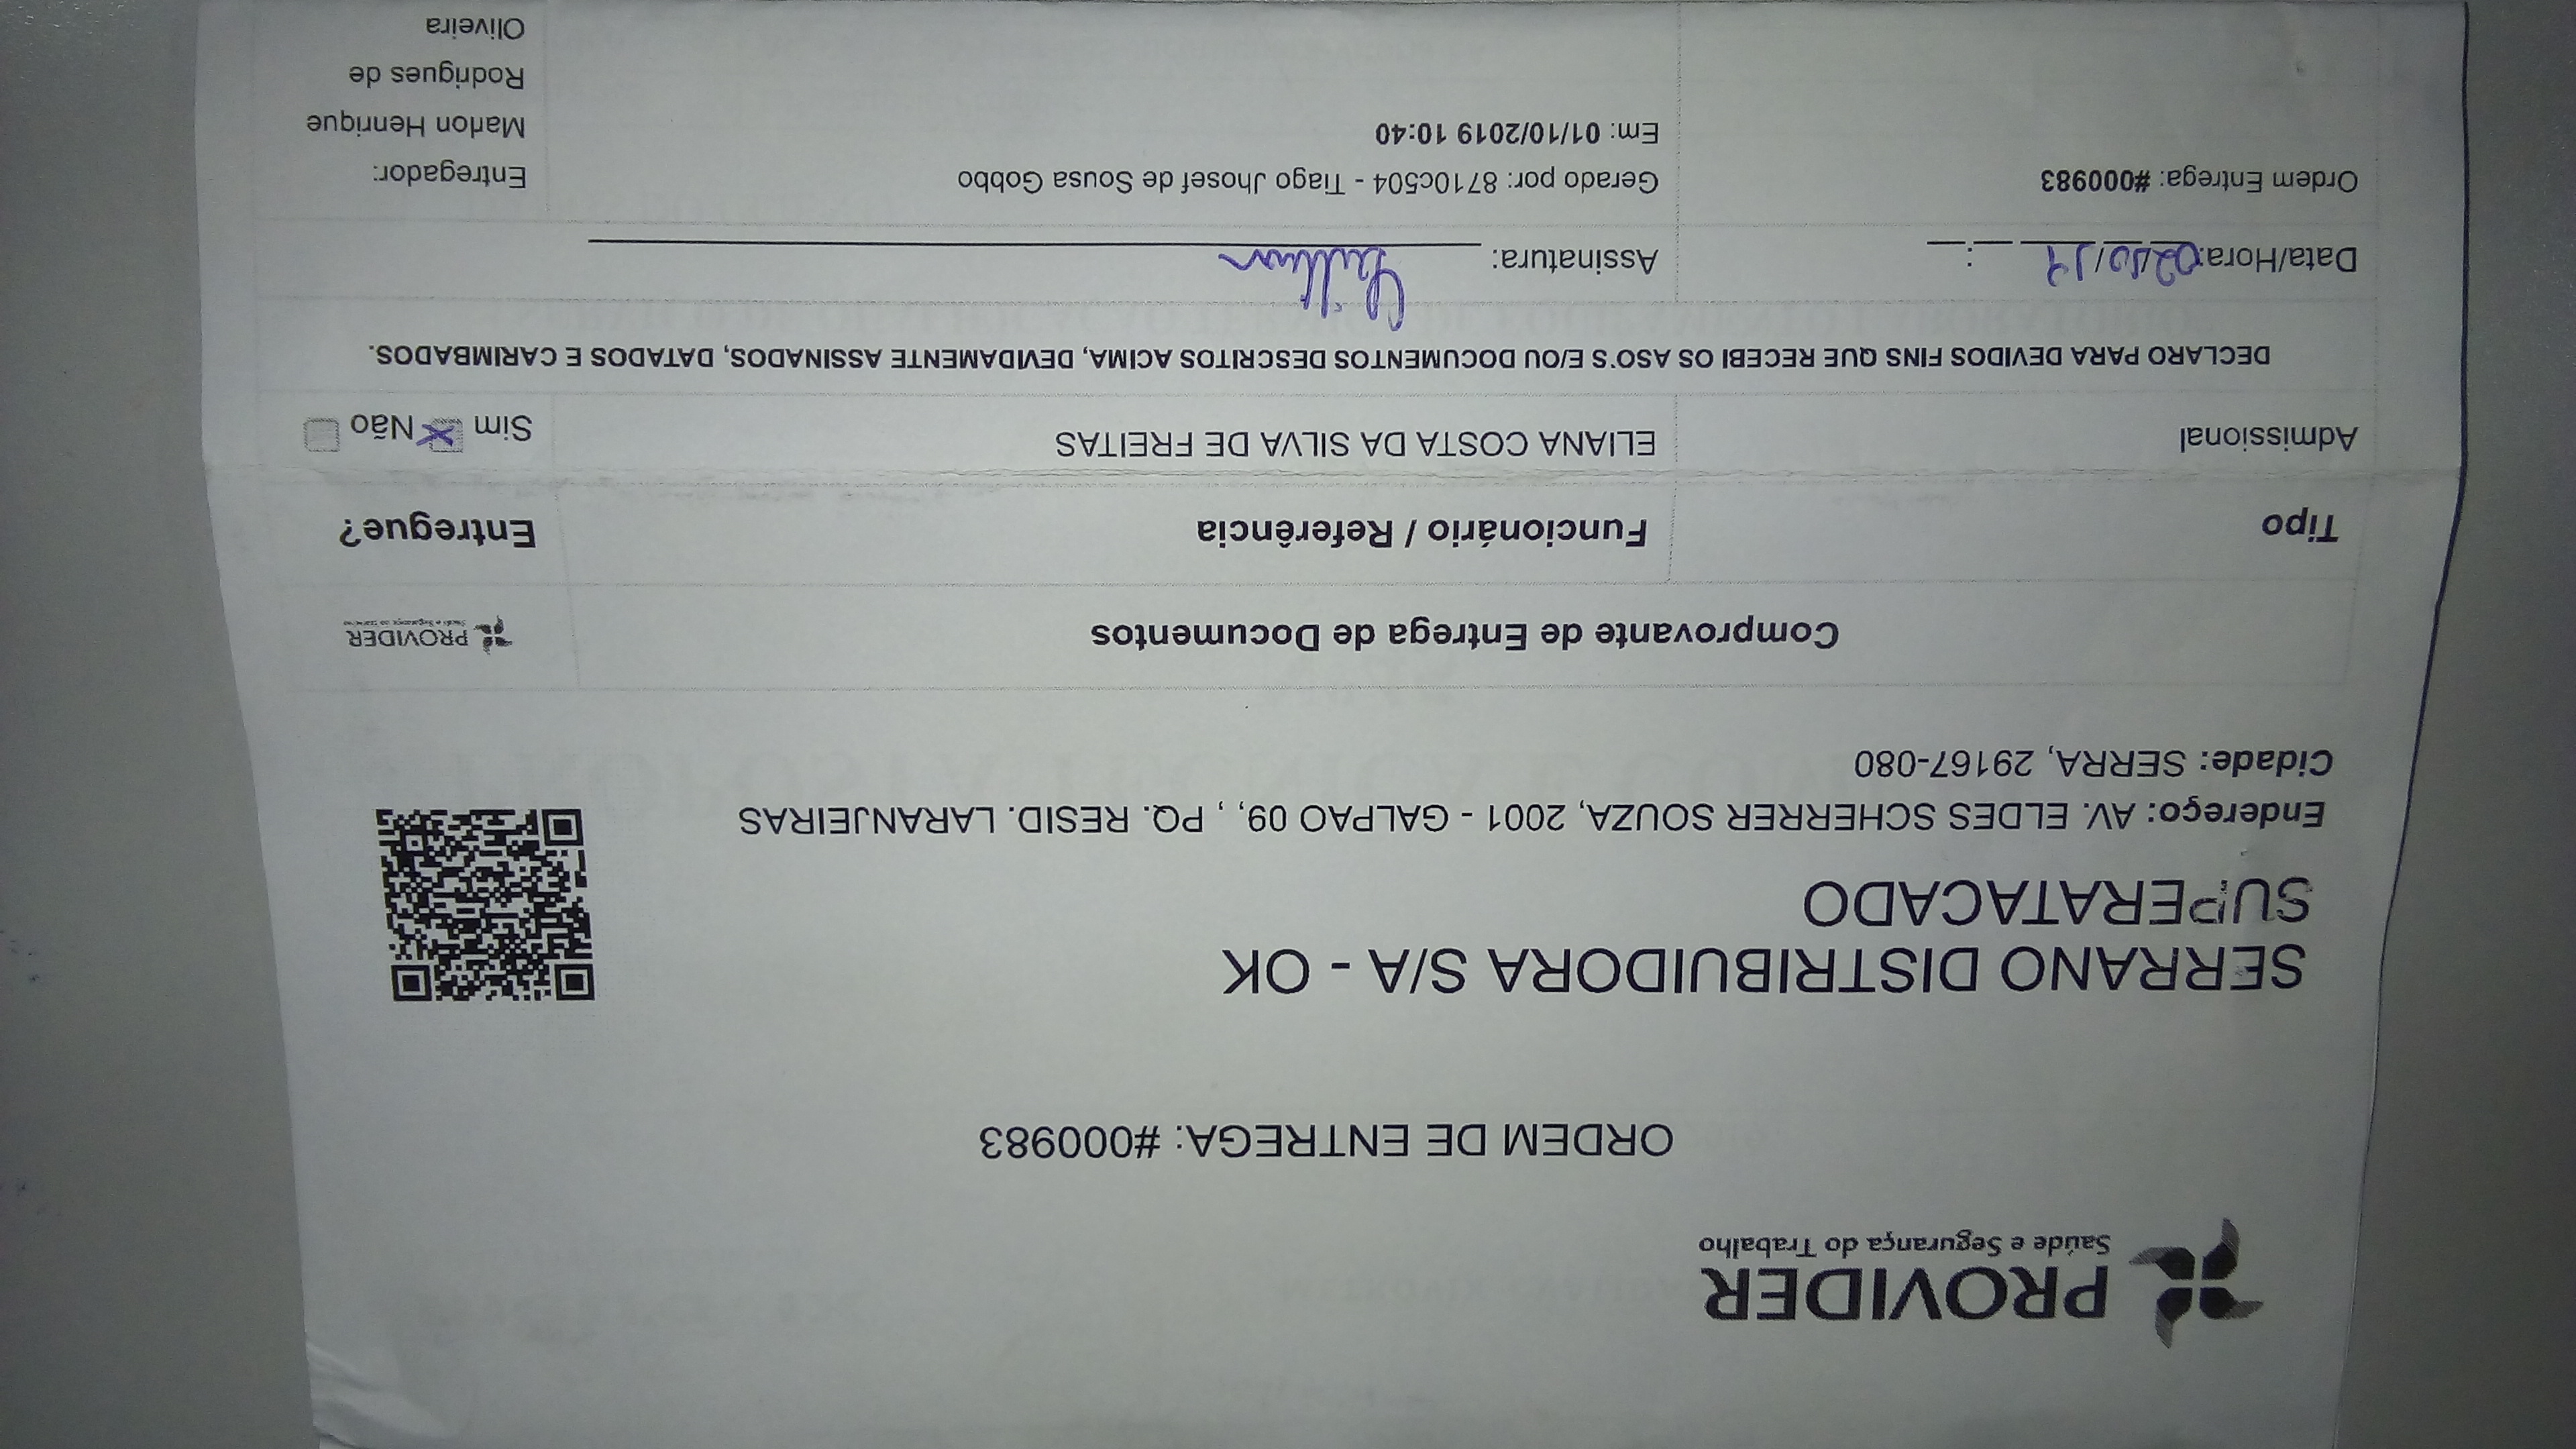 PROVIDER
Saúde e Segurança do Trabalho
ORDEM DE ENTREGA: #000983
SERRANO DISTRIBUIDORA S/A - OK
SUPERATACADO
Endereço: AV. ELDES SCHERRER SOUZA, 2001 - GALPAO 09, , PQ. RESID. LARANJEIRAS
Cidade: SERRA, 29167-080
Comprovante de Entrega de Documentos
PROVIDER
Saúde e Segurança do Trabalho
Tipo Funcionário / Referência Entregue?
Admissional ELIANA COSTA DA SILVA DE FREITAS Sim Não
DECLARO PARA DEVIDOS FINS QUE RECEBI OS ASO'S E/OU DOCUMENTOS DESCRITOS ACIMA, DEVIDAMENTE ASSINADOS, DATADOS E CARIMBADOS.
Data/Hora: 02/10/19 __:__ Assinatura:
Ordem Entrega: #000983
Gerado por: 8710c504 - Tiago Jhosef de Sousa Gobbo
Em: 01/10/2019 10:40
Entregador:
Marlon Henrique
Rodrigues de
Oliveira